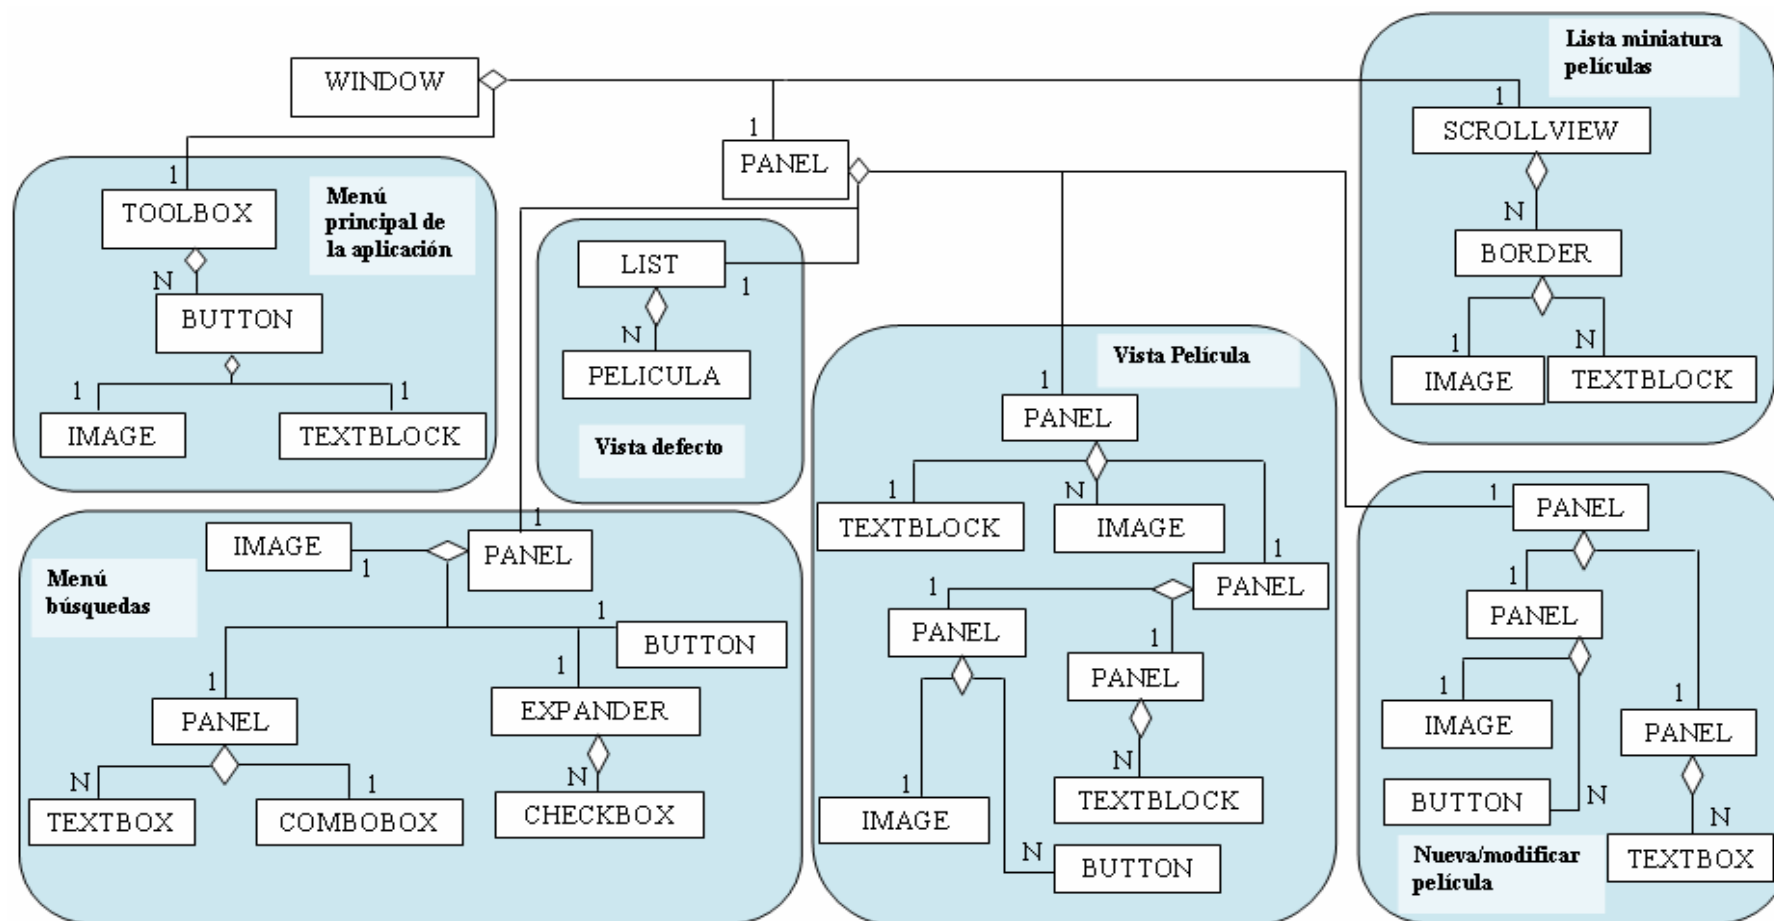 WINDOW
1
PANEL
Lista miniatura
películas
1
SCROLLVIEW
N
BORDER
1
N
IMAGE
TEXTBLOCK
1
TOOLBOX
Menú
principal de
la aplicación
N
BUTTON
1
1
IMAGE
TEXTBLOCK
LIST
1
N
PELICULA
Vista defecto
Vista Película
1
PANEL
1
N
TEXTBLOCK
IMAGE
1
PANEL
1
PANEL
1
PANEL
1
IMAGE
N
TEXTBLOCK
N
BUTTON
1
IMAGE
1
PANEL
Menú
búsquedas
1
BUTTON
1
PANEL
1
EXPANDER
N
TEXTBOX
1
COMBOBOX
N
CHECKBOX
1
PANEL
1
PANEL
1
IMAGE
1
PANEL
BUTTON
N
N
TEXTBOX
Nueva/modificar
película